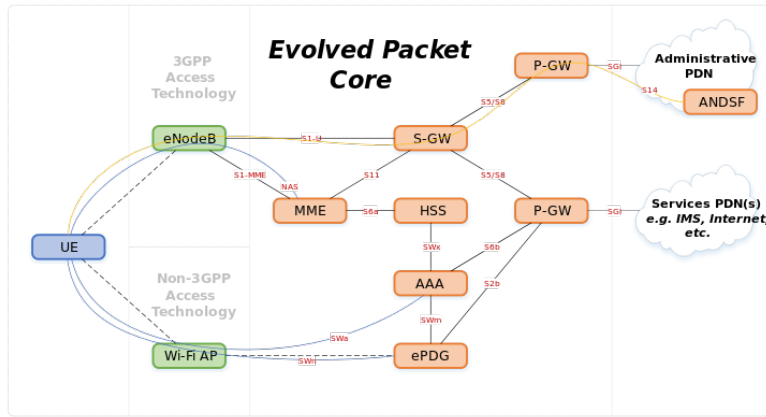 Evolved Packet
Core
3GPP
Access
Technology
P-GW
SGi
Administrative
PDN
S14
ANDSF
S5/S8
eNodeB
S1-U
S-GW
S1-MME
NAS
S11
S5/S8
MME
S6a
HSS
P-GW
SGi
Services PDN(s)
e.g. IMS, Internet,
etc.
UE
SWx
S6b
Non-3GPP
Access
Technology
AAA
S2b
SWm
SWa
Wi-Fi AP
SWn
ePDG